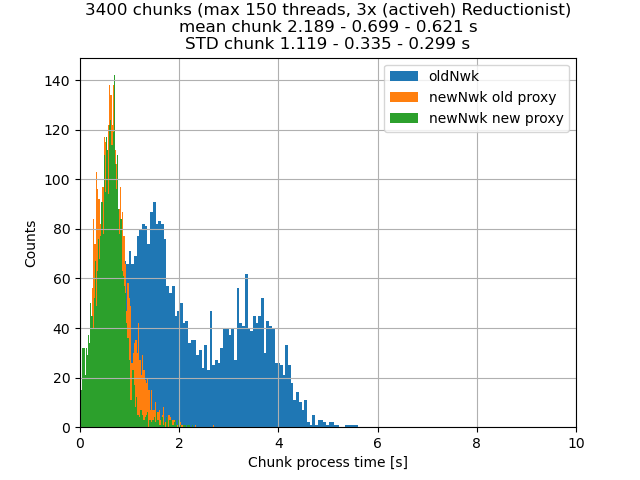 3400 chunks (max 150 threads, 3x (activeh) Reductionist)
mean chunk 2.189 - 0.699 - 0.621 s
STD chunk 1.119 - 0.335 - 0.299 s
oldNwk
newNwk old proxy
newNwk new proxy
Counts
140
120
100
80
60
40
20
0
0
2
4
6
8
10
Chunk process time [s]